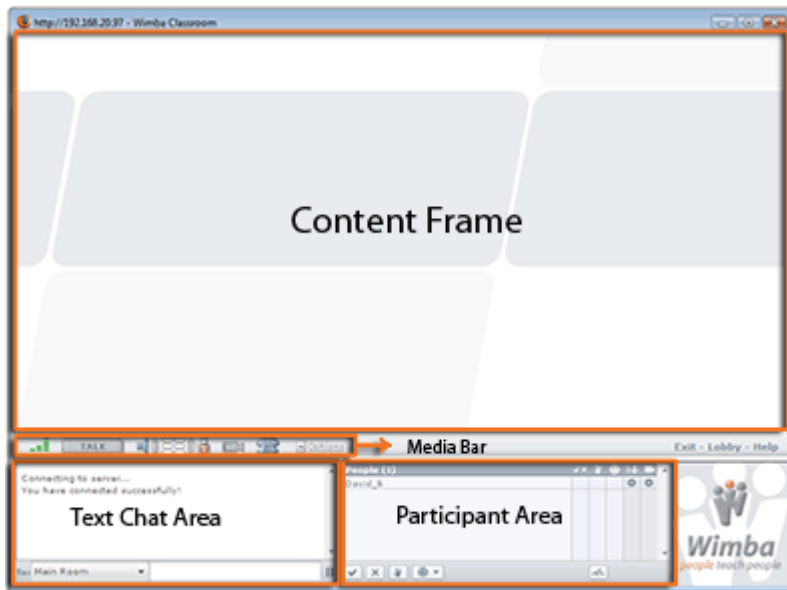 http://192.168.20.97 - Wimba Classroom
Content Frame
TALK
Options
Media Bar
Exit - Lobby - Help
Connecting to server...
You have connected successfully!
Text Chat Area
Main Room
People (1)
David_A
Participant Area
Wimba
people teach people